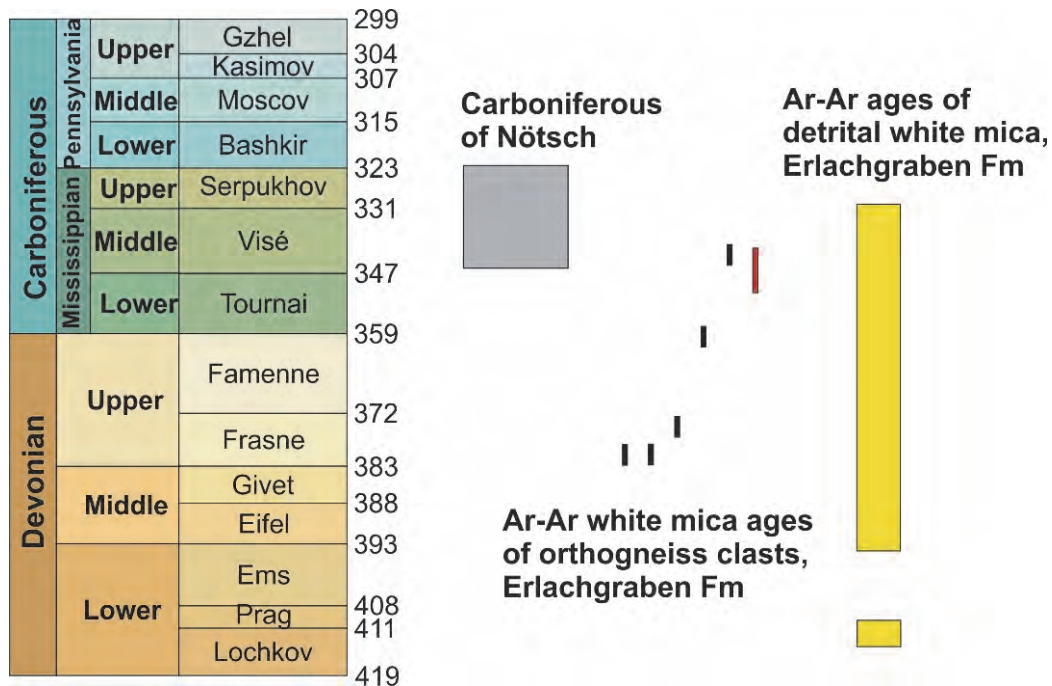 Carboniferous
Devonian
Pennsylvania
Mississippian
Upper
Middle
Lower
Upper
Middle
Lower
Upper
Middle
Lower
Gzhel
Kasimov
Moscov
Bashkir
Serpukhov
Visé
Tournai
Famenne
Frasne
Givet
Eifel
Ems
Prag
Lochkov
299
304
307
315
323
331
347
359
372
383
388
393
408
411
419
Carboniferous
of Nötsch
Ar-Ar ages of
detrital white mica,
Erlachgraben Fm
Ar-Ar white mica ages
of orthogneiss clasts,
Erlachgraben Fm